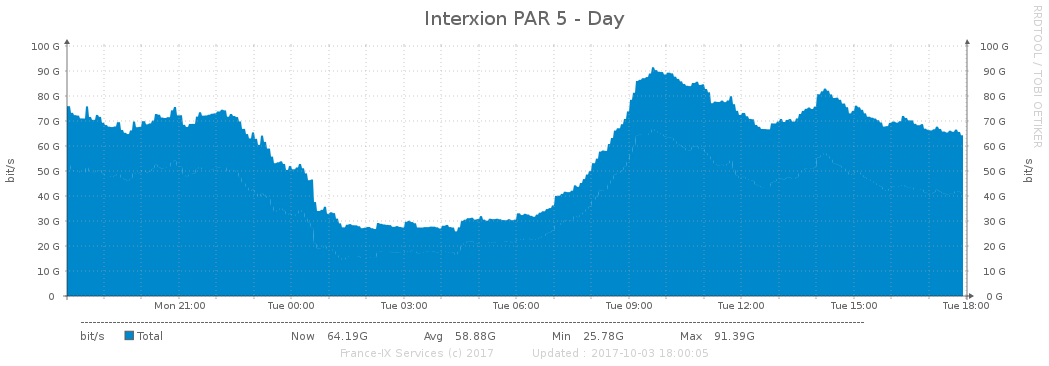 Interxion PAR 5 - Day
RRDTOOL / TOBI OETIKER
bit/s
bit/s
100 G 100 G
90 G 90 G
80 G 80 G
70 G 70 G
60 G 60 G
50 G 50 G
40 G 40 G
30 G 30 G
20 G 20 G
10 G 10 G
0 0 G
Mon 21:00 Tue 00:00 Tue 03:00 Tue 06:00 Tue 09:00 Tue 12:00 Tue 15:00 Tue 18:00
bit/s Total Now 64.19G Avg 58.88G Min 25.78G Max 91.39G
France-IX Services (c) 2017 Updated : 2017-10-03 18:00:05